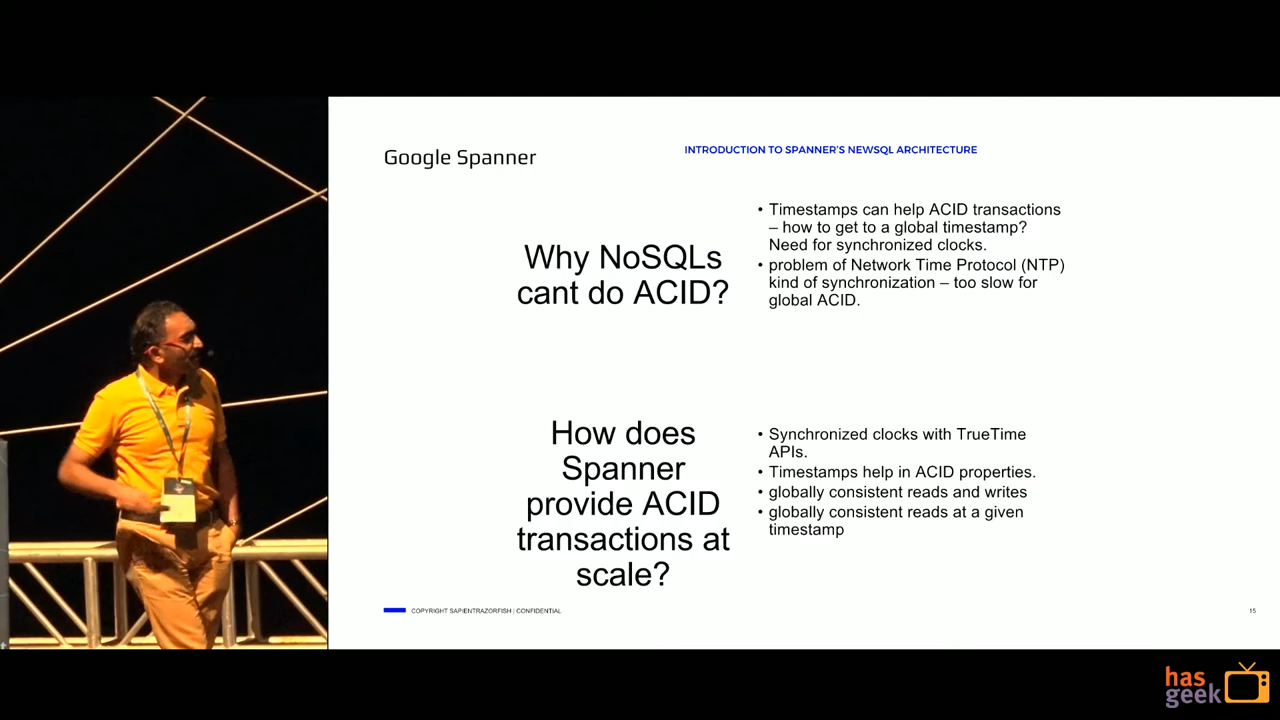 Google Spanner
INTRODUCTION TO SPANNER'S NEWSQL ARCHITECTURE
Why NoSQLs
cant do ACID?
• Timestamps can help ACID transactions
– how to get to a global timestamp?
Need for synchronized clocks.
• problem of Network Time Protocol (NTP)
kind of synchronization – too slow for
global ACID.
How does
Spanner
provide ACID
transactions at
scale?
• Synchronized clocks with TrueTime
APIs.
• Timestamps help in ACID properties.
• globally consistent reads and writes
• globally consistent reads at a given
timestamp
COPYRIGHT SAPIENTRAZORFISH | CONFIDENTIAL
15
has
geek